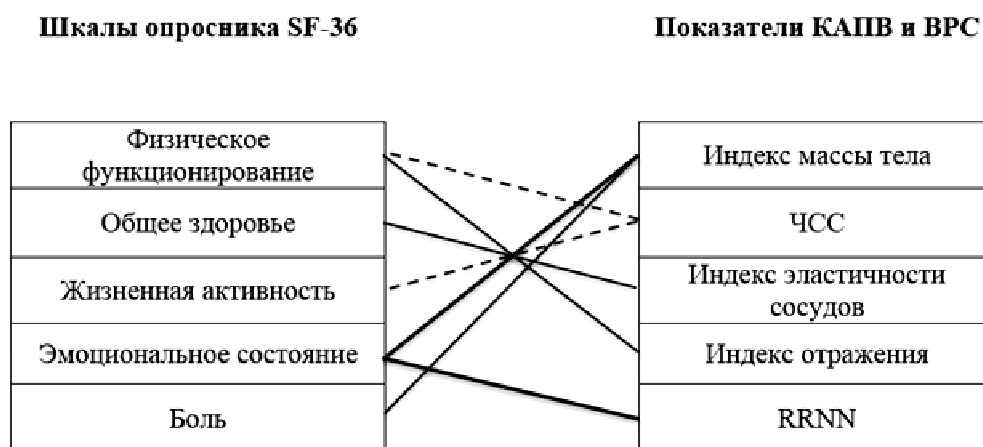 Шкалы опросника SF-36
Показатели КАПВ и ВРС
Физическое
функционирование
Общее здоровье
Жизненная активность
Эмоциональное состояние
Боль
Индекс массы тела
ЧСС
Индекс эластичности
сосудов
Индекс отражения
RRNN